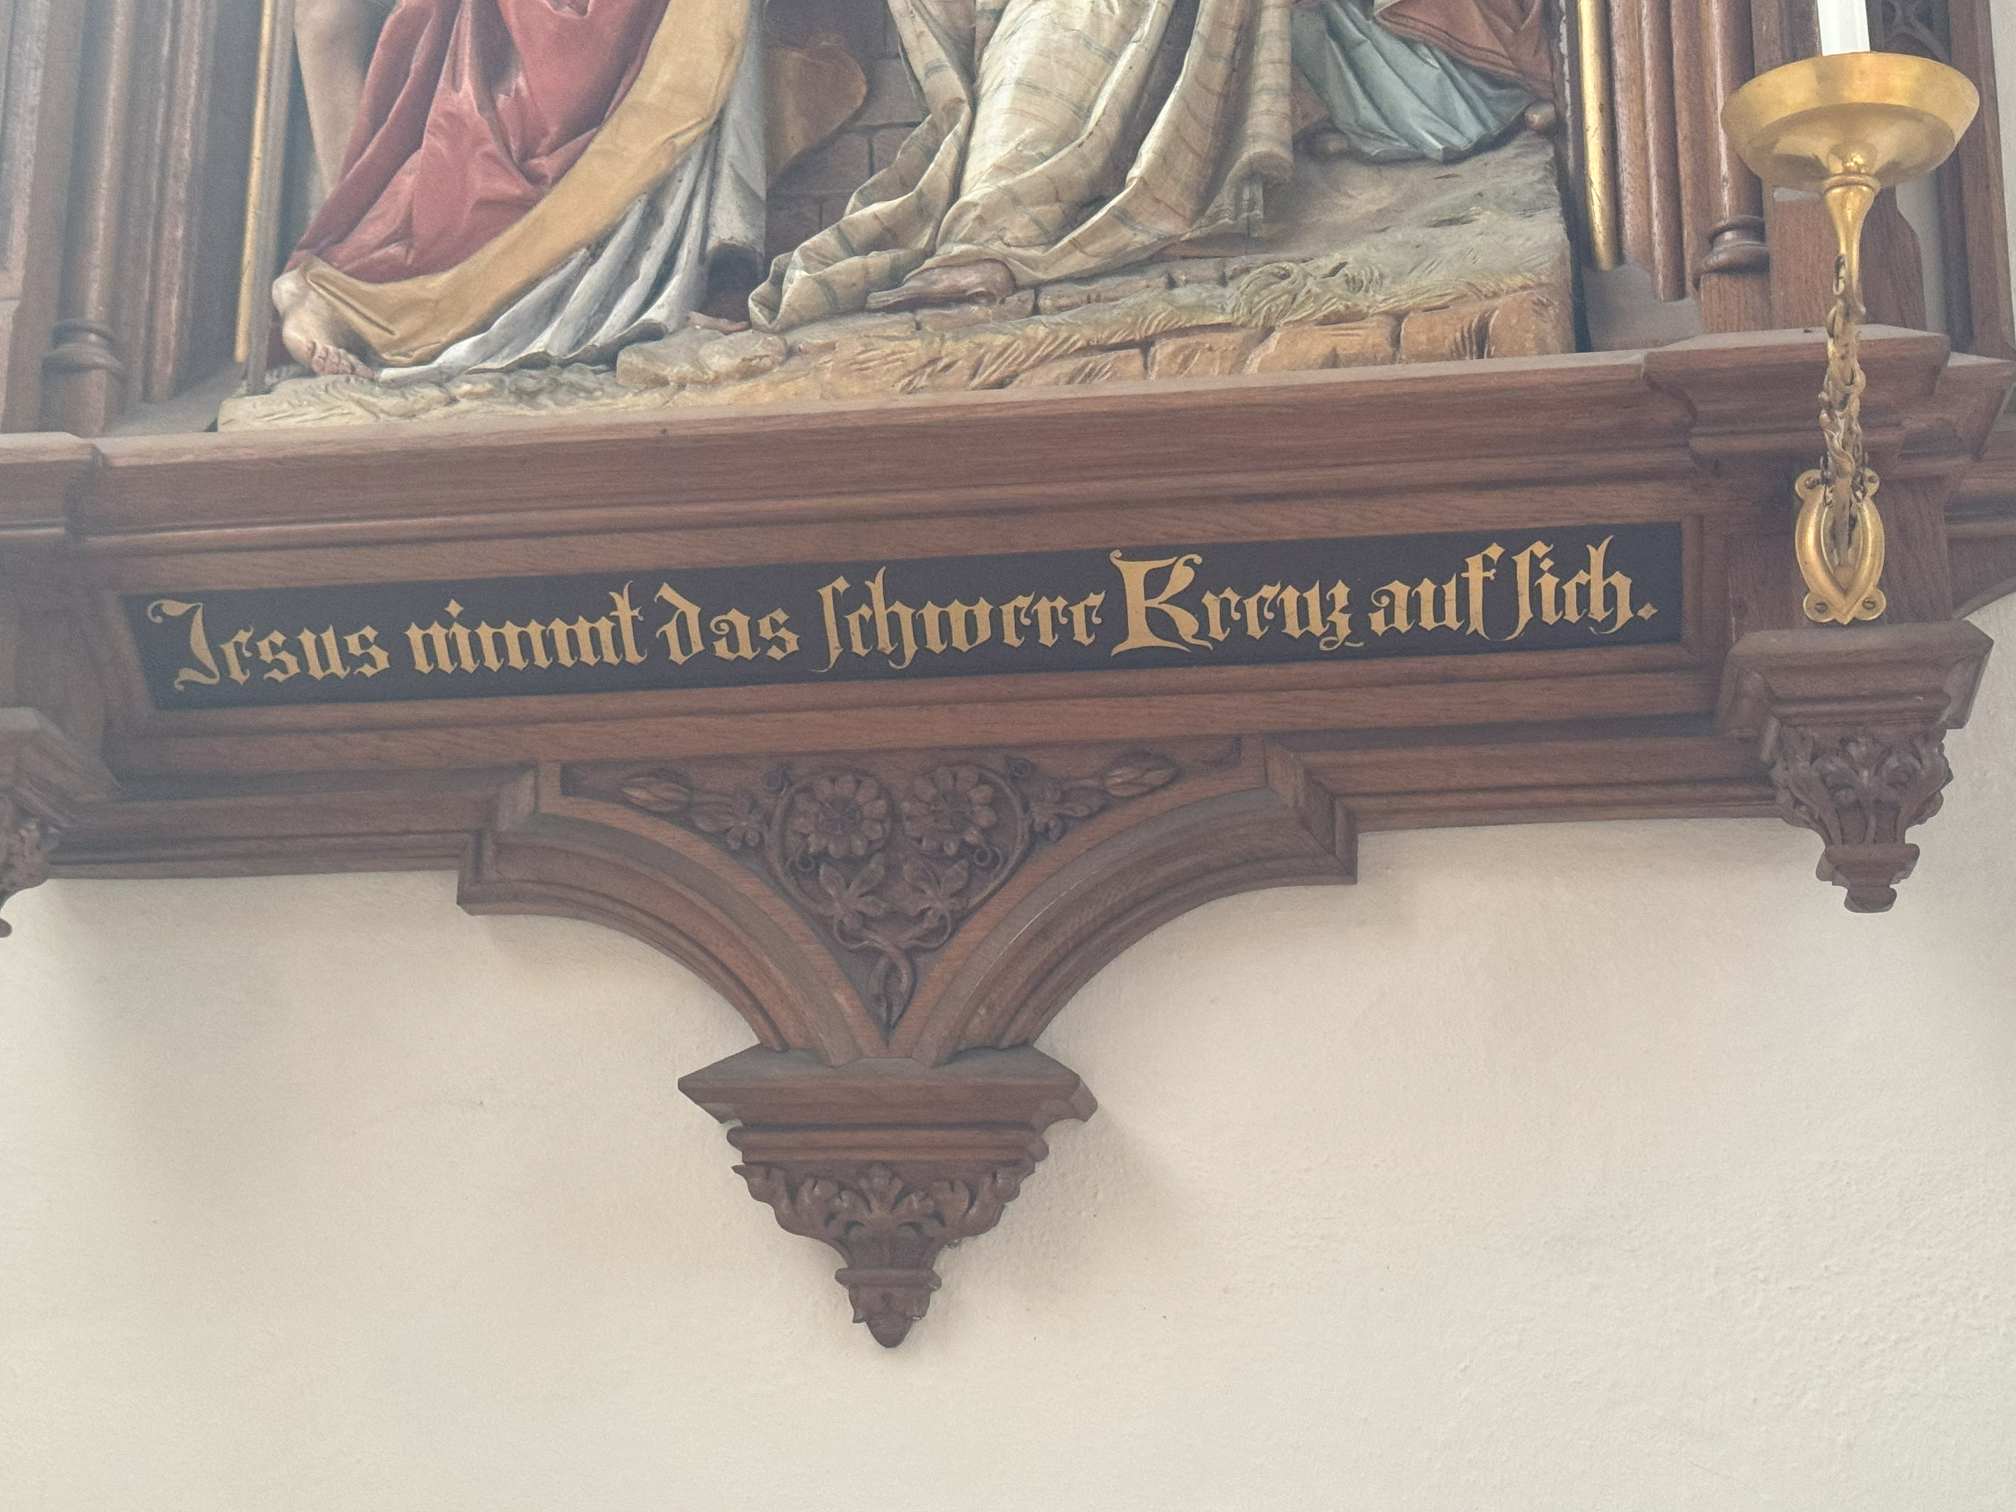 Jesus nimmt das schwere Kreuz auf sich.